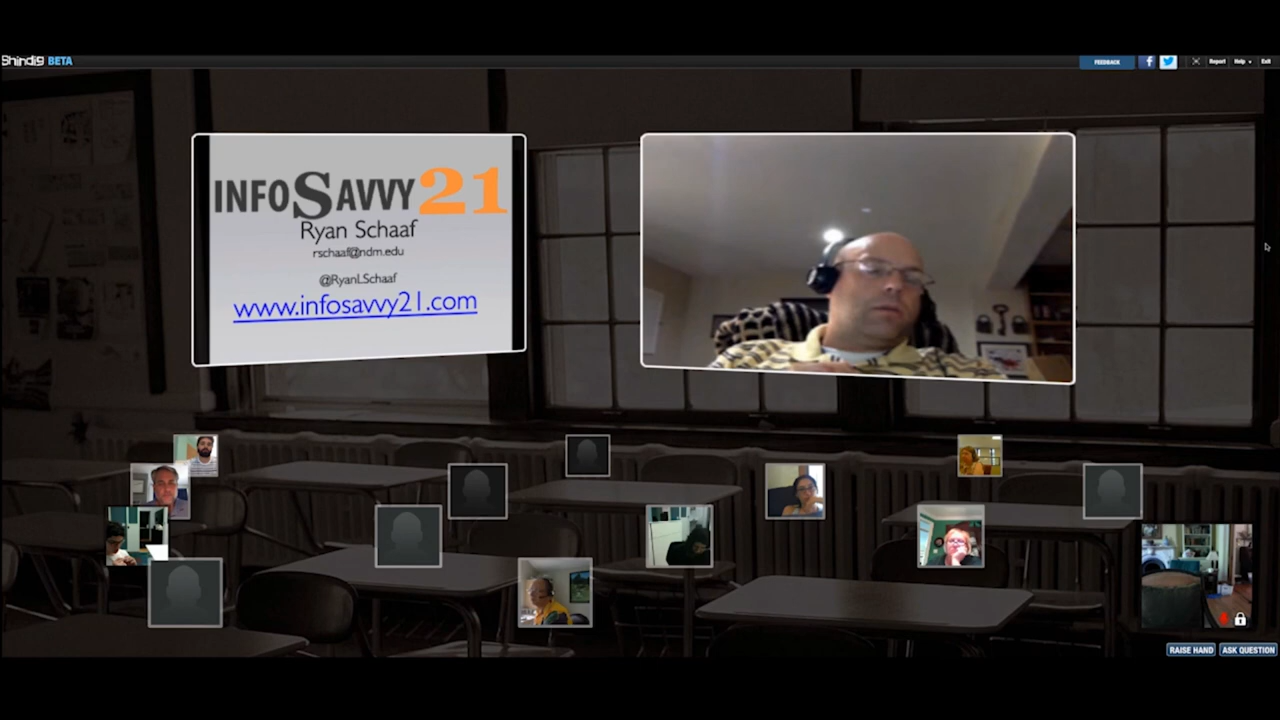 Shindig BETA
FEEDBACK
Report
Help
Exit
INFOSAVVY21
Ryan Schaaf
rschaaf@ndm.edu
@RyanLSchaaf
www.infosavvy21.com
RAISE HAND
ASK QUESTION